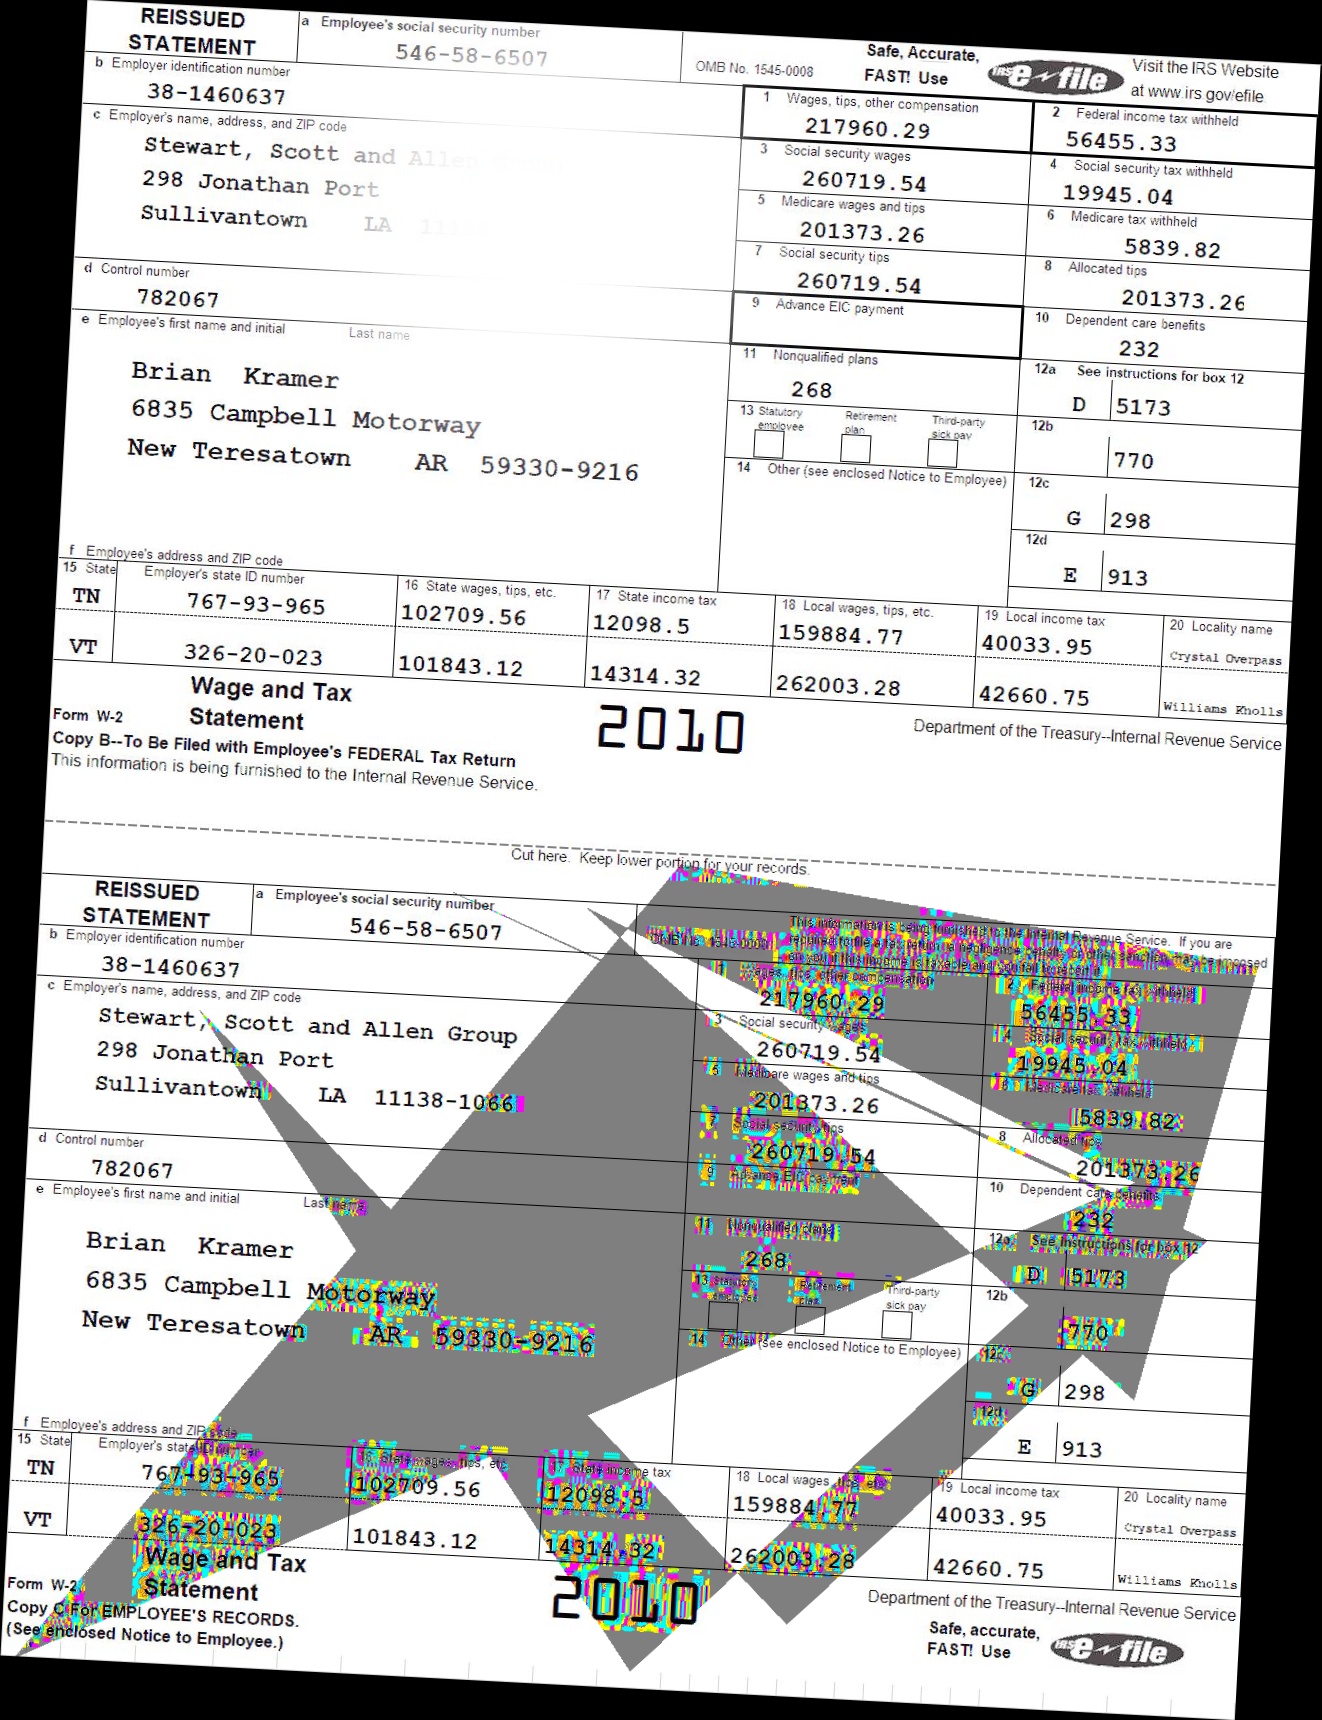 REISSUED STATEMENT
a Employee's social security number
546-58-6507
OMB No. 1545-0008
Safe, Accurate, FAST! Use
IRS e-file
Visit the IRS Website at www.irs.gov/efile.
b Employer identification number
38-1460637
1 Wages, tips, other compensation
217960.29
2 Federal income tax withheld
56455.33
c Employer's name, address, and ZIP code
Stewart, Scott and Allen
298 Jonathan Port
Sullivantown LA
3 Social security wages
260719.54
4 Social security tax withheld
19945.04
5 Medicare wages and tips
201373.26
6 Medicare tax withheld
5839.82
7 Social security tips
260719.54
8 Allocated tips
201373.26
d Control number
782067
9 Advance EIC payment
10 Dependent care benefits
232
e Employee's first name and initial Last name
Brian Kramer
6835 Campbell Motorway
New Teresatown AR 59330-9216
11 Nonqualified plans
268
12a See instructions for box 12
D 5173
13 Statutory employee Retirement plan Third-party sick pay
12b
770
14 Other (see enclosed Notice to Employee)
12c
G 298
12d
E 913
f Employee's address and ZIP code
15 State Employer's state ID number
16 State wages, tips, etc.
17 State income tax
18 Local wages, tips, etc.
19 Local income tax
20 Locality name
TN 767-93-965 102709.56 12098.5 159884.77 40033.95 Crystal Overpass
VT 326-20-023 101843.12 14314.32 262003.28 42660.75 Williams Knolls
Wage and Tax
Form W-2 Statement
2010
Department of the Treasury--Internal Revenue Service
Copy B--To Be Filed with Employee's FEDERAL Tax Return
This information is being furnished to the Internal Revenue Service.
Cut here. Keep lower portion for your records.
REISSUED STATEMENT
a Employee's social security number
546-58-6507
OMB No. 1545-0008
This information is being furnished to the Internal Revenue Service. If you are
required to file a tax return, a negligence penalty or other sanction may be imposed
on you if this income is taxable and you fail to report it.
b Employer identification number
38-1460637
1 Wages, tips, other compensation
217960.29
2 Federal income tax withheld
56455.33
c Employer's name, address, and ZIP code
Stewart, Scott and Allen Group
298 Jonathan Port
Sullivantown LA 11138-1066
3 Social security wages
260719.54
4 Social security tax withheld
19945.04
5 Medicare wages and tips
201373.26
6 Medicare tax withheld
5839.82
7 Social security tips
260719.54
8 Allocated tips
201373.26
d Control number
782067
9 Advance EIC payment
10 Dependent care benefits
232
e Employee's first name and initial Last name
Brian Kramer
6835 Campbell Motorway
New Teresatown AR 59330-9216
11 Nonqualified plans
268
12a See instructions for box 12
D 5173
13 Statutory employee Retirement plan Third-party sick pay
12b
770
14 Other (see enclosed Notice to Employee)
12c
G 298
12d
E 913
f Employee's address and ZIP code
15 State Employer's state ID number
16 State wages, tips, etc.
17 State income tax
18 Local wages, tips, etc.
19 Local income tax
20 Locality name
TN 767-93-965 102709.56 12098.5 159884.77 40033.95 Crystal Overpass
VT 326-20-023 101843.12 14314.32 262003.28 42660.75 Williams Knolls
Wage and Tax
Form W-2 Statement
2010
Department of the Treasury--Internal Revenue Service
Copy C For EMPLOYEE'S RECORDS.
(See enclosed Notice to Employee.)
Safe, accurate, FAST! Use
IRS e-file